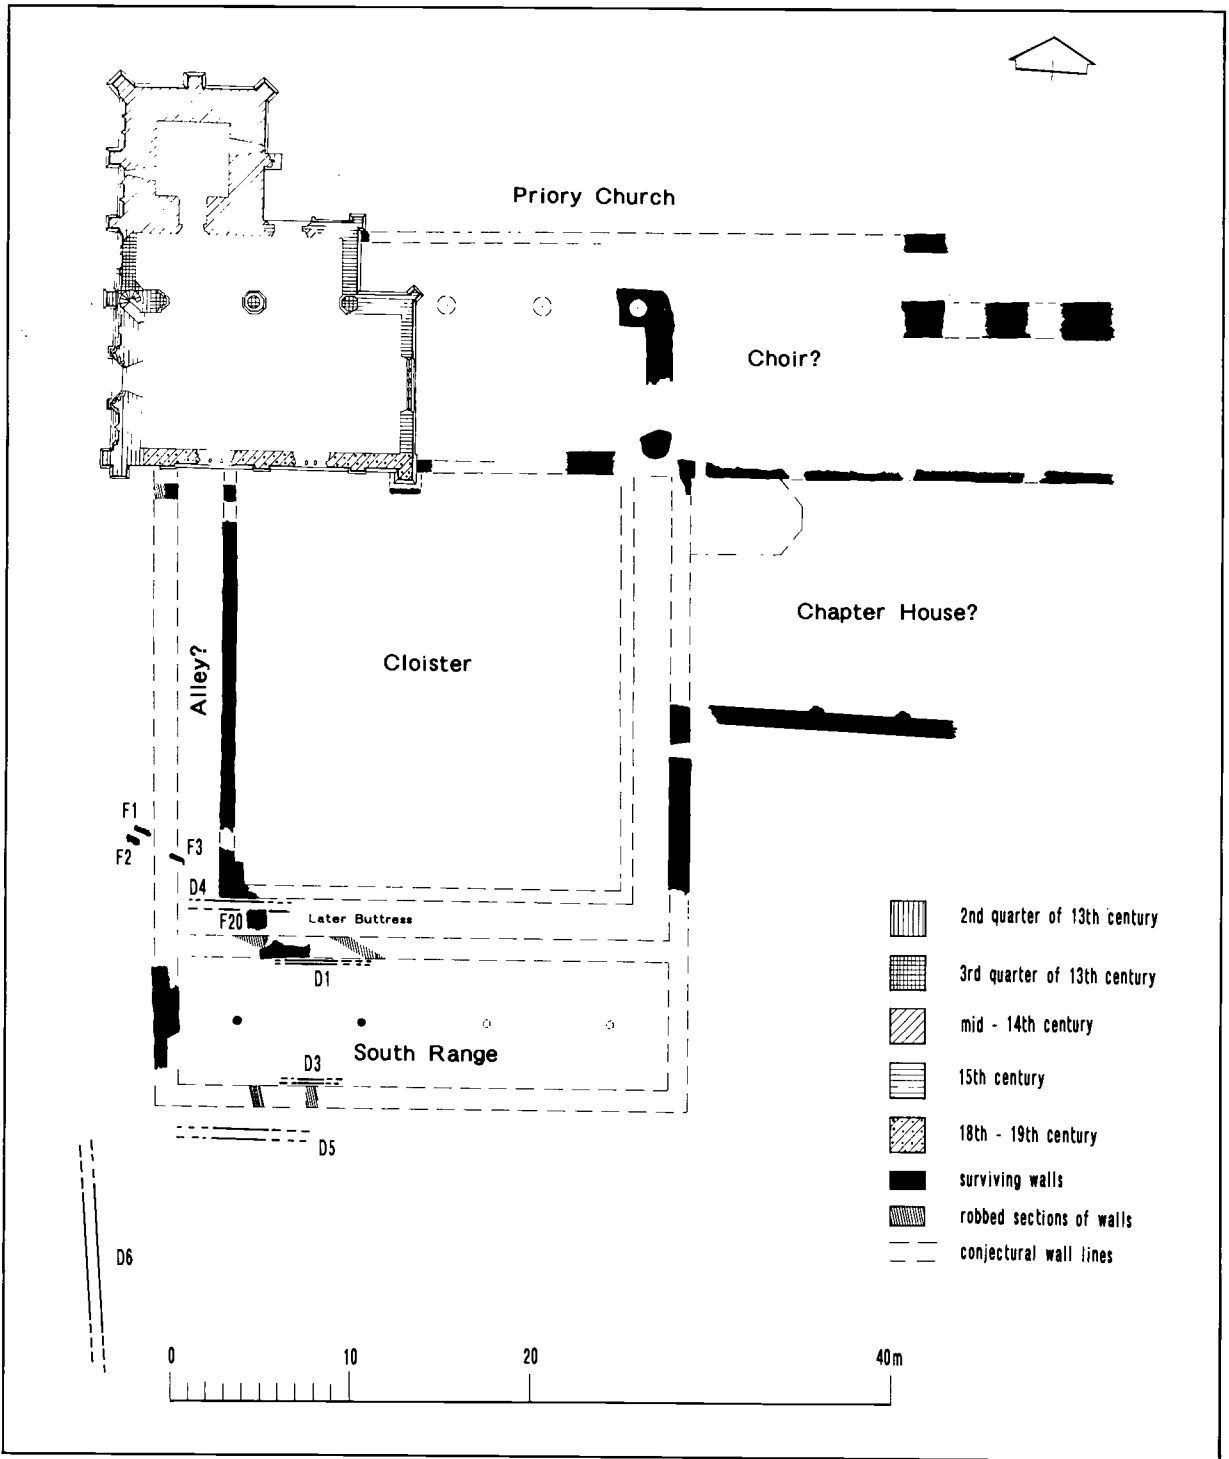 Priory Church
Choir?
Chapter House?
Cloister
Alley?
F1
F2
F3
D4
F20
Later Buttress
D1
South Range
D3
D5
D6
2nd quarter of 13th century
3rd quarter of 13th century
mid - 14th century
15th century
18th - 19th century
surviving walls
robbed sections of walls
conjectural wall lines
0 10 20 40m